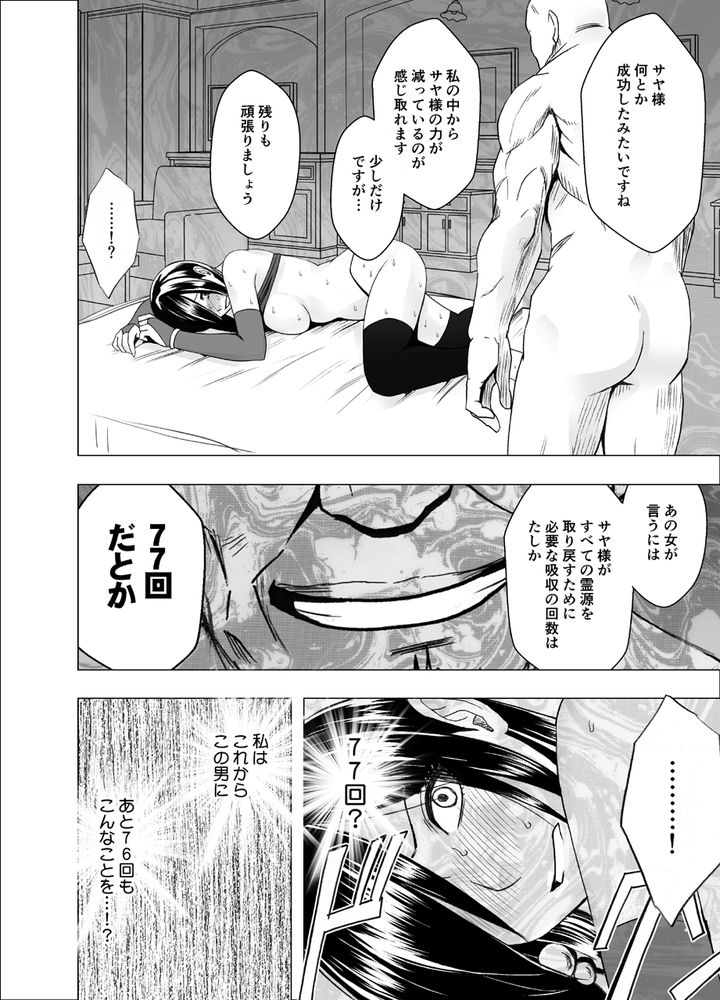 サヤ様
何とか
成功したみたいですね
私の中から
サヤ様の力が
減っているのが
感じ取れます
少しだけ
ですが…
残りも
頑張りましょう
……!?
あの女が
言うには
サヤ様が
すべての霊源を
取り戻すために
必要な吸収の回数は
たしか
77回
だとか
………!
77回?
ドドド
ドド
私は
これから
この男に
あと76回も
こんなことを…!?